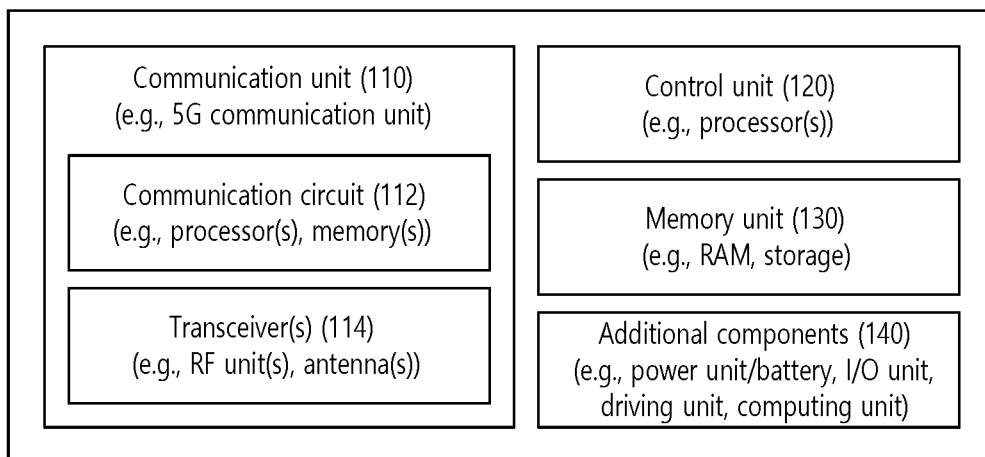 Communication unit (110)
(e.g., 5G communication unit)
Communication circuit (112)
(e.g., processor(s), memory(s))
Transceiver(s) (114)
(e.g., RF unit(s), antenna(s))
Control unit (120)
(e.g., processor(s))
Memory unit (130)
(e.g., RAM, storage)
Additional components (140)
(e.g., power unit/battery, I/O unit,
driving unit, computing unit)